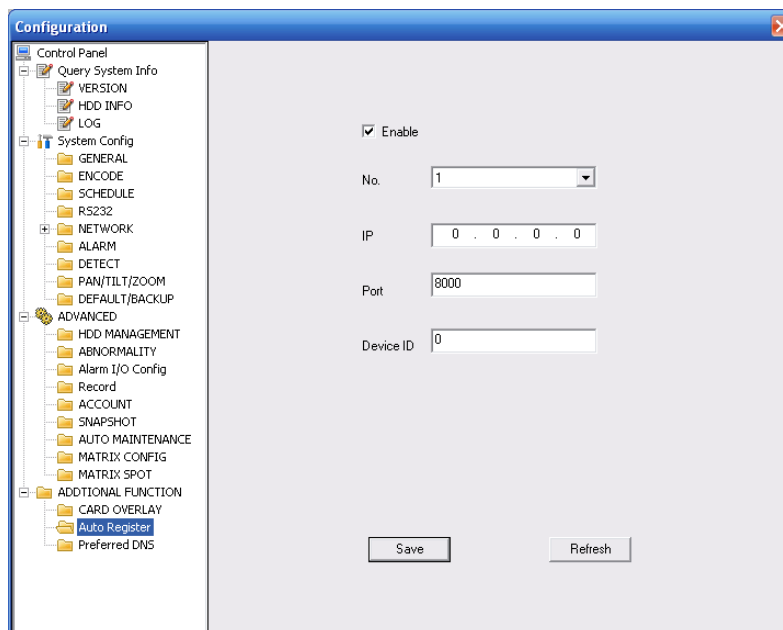 Configuration
Control Panel
Query System Info
VERSION
HDD INFO
LOG
System Config
GENERAL
ENCODE
SCHEDULE
RS232
NETWORK
ALARM
DETECT
PAN/TILT/ZOOM
DEFAULT/BACKUP
ADVANCED
HDD MANAGEMENT
ABNORMALITY
Alarm I/O Config
Record
ACCOUNT
SNAPSHOT
AUTO MAINTENANCE
MATRIX CONFIG
MATRIX SPOT
ADDTIONAL FUNCTION
CARD OVERLAY
Auto Register
Preferred DNS
Enable
No. 1
IP 0 . 0 . 0 . 0
Port 8000
Device ID 0
Save Refresh